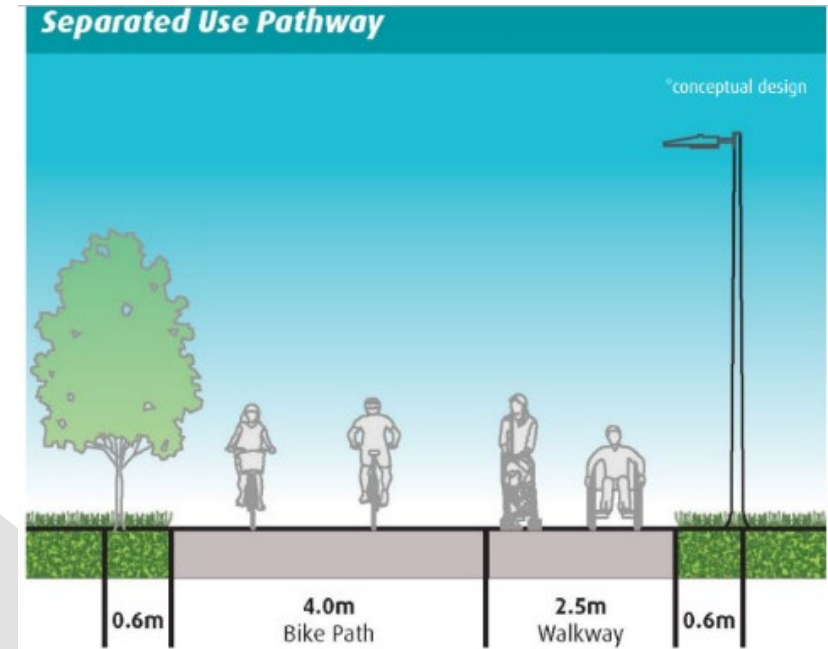 Separated Use Pathway
*conceptual design
0.6m
4.0m
Bike Path
2.5m
Walkway
0.6m